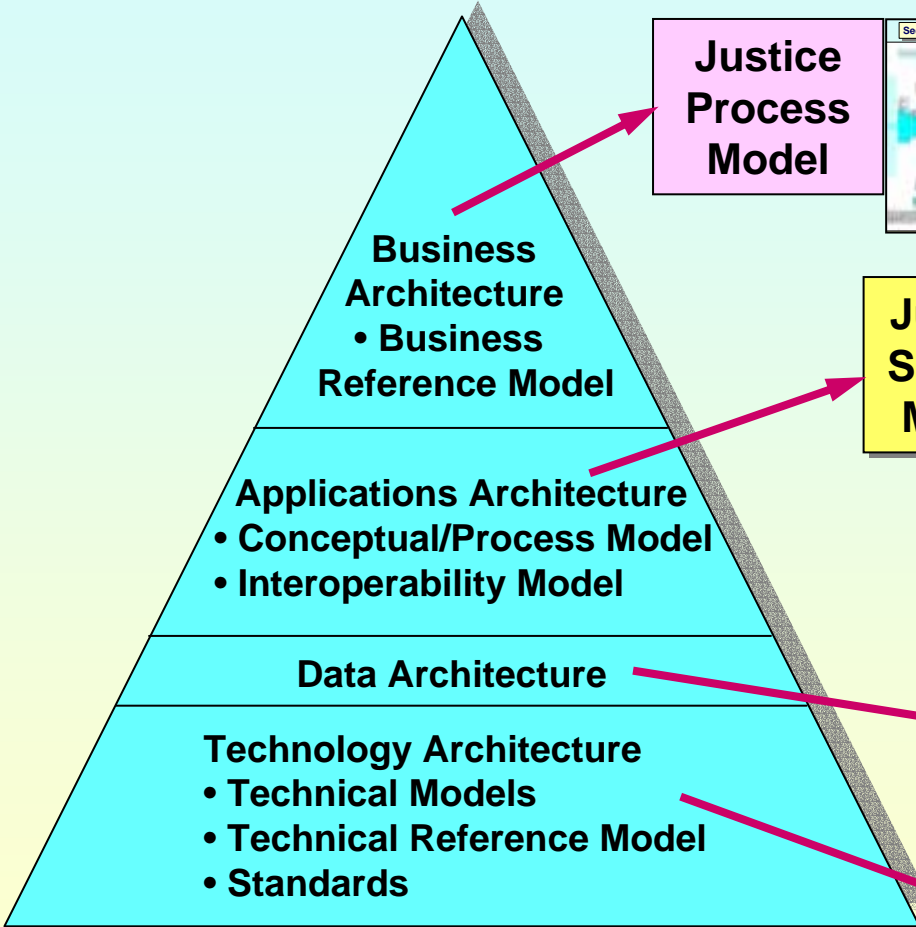 Justice
Process
Model
Business
Architecture
• Business
Reference Model
Applications Architecture
• Conceptual/Process Model
• Interoperability Model
Data Architecture
Technology Architecture
• Technical Models
• Technical Reference Model
• Standards